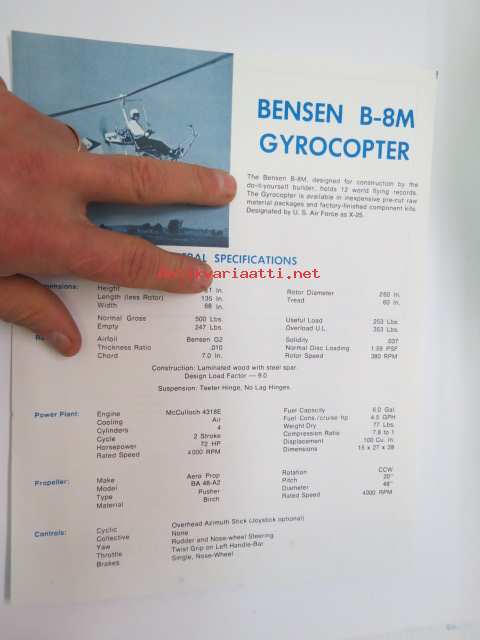 BENSEN B-8M
GYROCOPTER
The Bensen B-8M, designed for construction by the
do-it-yourself builder, holds 12 world flying records.
The Gyrocopter is available in inexpensive pre-cut raw
material packages and factory-finished component kits.
Designated by U. S. Air Force as X-25.
SPECIFICATIONS
antikvariaatti.net
Height In. Rotor Diameter In.
Length (less Rotor) 135 In. Tread 60 In.
Width 68 In.
Normal Gross 500 Lbs. Useful Load 253 Lbs.
Empty 247 Lbs. Overload U.L. 353 Lbs.
Airfoil Bensen G2 Solidity .037
Thickness Ratio .010 Normal Disc Loading PSF
Chord 7.0 In. Rotor Speed 380 RPM
Construction: Laminated wood with steel spar.
Design Load Factor — 9.0
Suspension: Teeter Hinge, No Lag Hinges.
Power Plant: Engine McCulloch 4318E Fuel Capacity 6.0 Gal.
Cooling Air Fuel Cons./cruise hp 4.0 GPH
Cylinders 4 Weight Dry 77 Lbs.
Cycle 2 Stroke Compression Ratio 7.8 to 1
Horsepower 72 HP Displacement 100 Cu. In.
Rated Speed 4000 RPM Dimensions 15 x 27 x 28
Propeller: Make Aero Prop Rotation CCW
Model BA 48-A2 Pitch 20"
Type Pusher Diameter 48"
Material Birch Rated Speed 4000 RPM
Controls: Cyclic Overhead Azimuth Stick (Joystick optional)
Collective None
Yaw Rudder and Nose-wheel Steering
Throttle Twist Grip on Left Handle-Bar
Brakes Single, Nose-Wheel